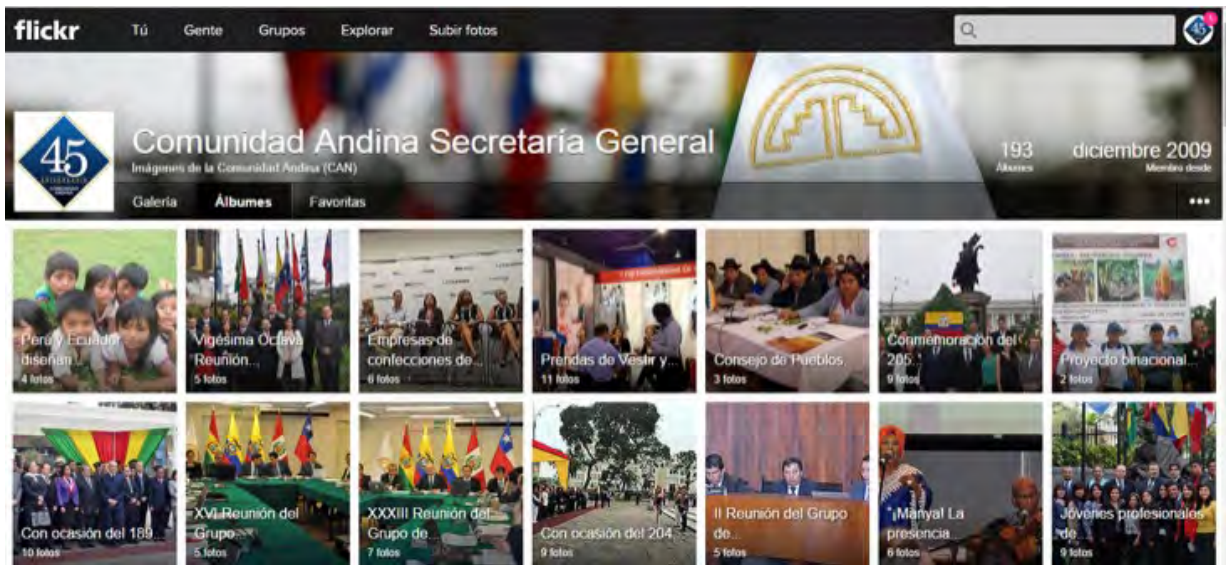 flickr Tú Gente Grupos Explorar Subir fotos
45
Comunidad Andina Secretaría General
Imágenes de la Comunidad Andina (CAN)
193
Álbumes
diciembre 2009
Miembro desde
45
ANIVERSARIO
COMUNIDAD
ANDINA
Galería Álbumes Favoritas
Perú y Ecuador
diseñan...
4 fotos
Vigésima Octava
Reunión...
5 fotos
Empresas de
confecciones de...
6 fotos
Prendas de Vestir y...
11 fotos
Consejo de Pueblos
3 fotos
Conmemoración del
205...
9 fotos
Proyecto binacional...
2 fotos
Con ocasión del 189...
10 fotos
XVI Reunión del
Grupo
5 fotos
XXXIII Reunión del
Grupo de...
7 fotos
Con ocasión del 204...
9 fotos
II Reunión del Grupo
de...
5 fotos
"¡Manya! La
presencia
6 fotos
Jóvenes profesionales
de...
9 fotos